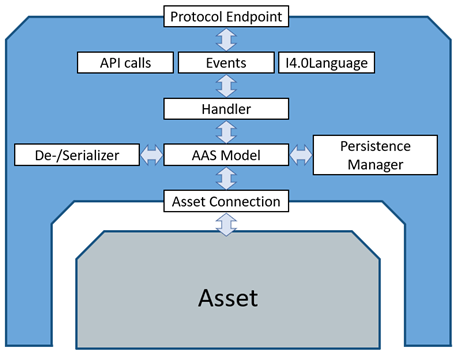 Protocol Endpoint
API calls
Events
I4.0Language
Handler
De-/Serializer
AAS Model
Persistence
Manager
Asset Connection
Asset